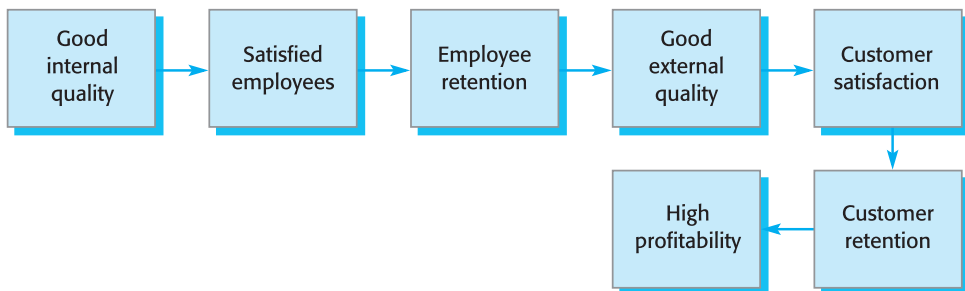 Good
internal
quality
Satisfied
employees
Employee
retention
Good
external
quality
Customer
satisfaction
High
profitability
Customer
retention